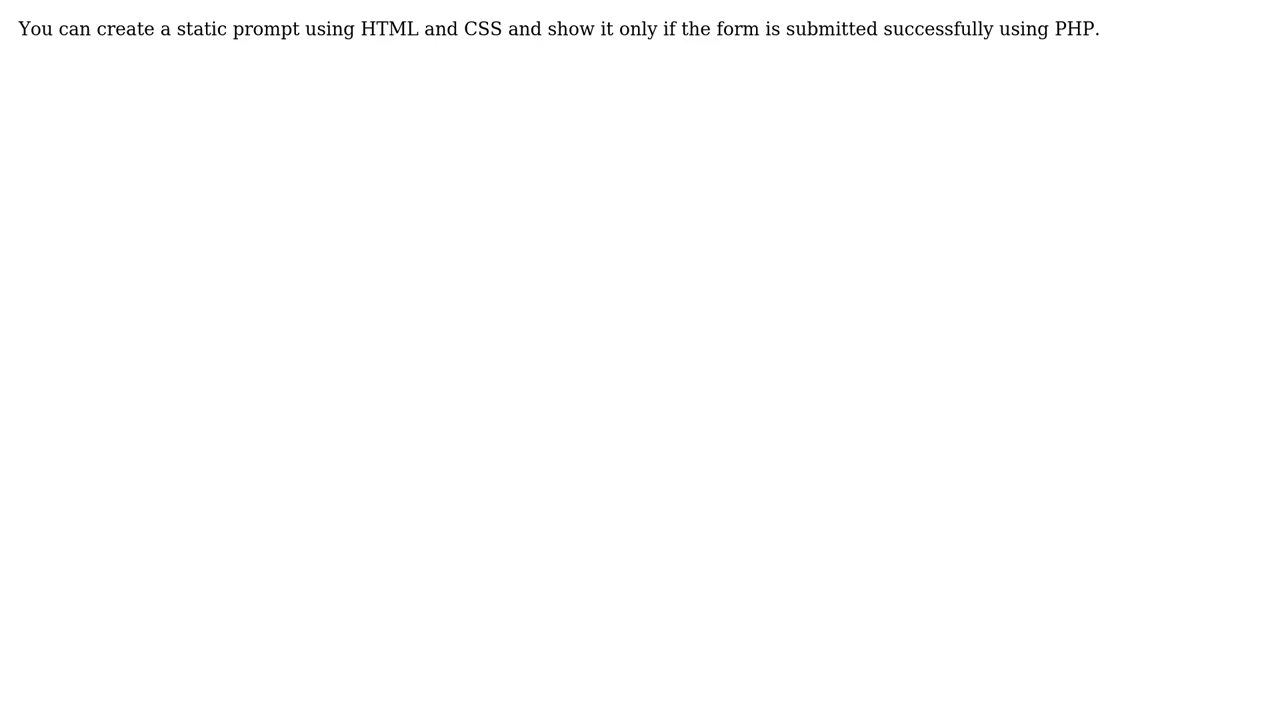 You can create a static prompt using HTML and CSS and show it only if the form is submitted successfully using PHP.